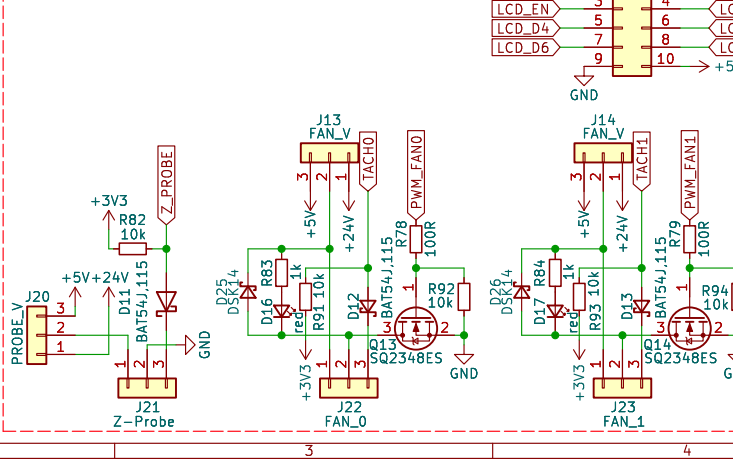 LCD_EN
3
4
LCD_D4
5
6
LCD_D6
7
8
9
10
+5
GND
J13
FAN_V
3
2
1
TACH0
PWM_FAN0
J14
FAN_V
3
2
1
TACH1
PWM_FAN1
Z_PROBE
+3V3
R82
10k
+5V
+24V
R78
100R
+5V
+24V
R79
100R
+5V
+24V
J20
PROBE_V
3
2
1
D11
BAT54J,115
GND
D25
DSK14
R83
1k
D16
red
R91
10k
D12
BAT54J,115
1
R92
10k
3
2
Q13
SQ2348ES
GND
+3V3
D26
DSK14
R84
1k
D17
red
R93
10k
D13
BAT54J,115
1
R94
10k
3
2
Q14
SQ2348ES
+3V3
1
2
3
J21
Z-Probe
1
2
3
J22
FAN_0
1
2
3
J23
FAN_1
3
4